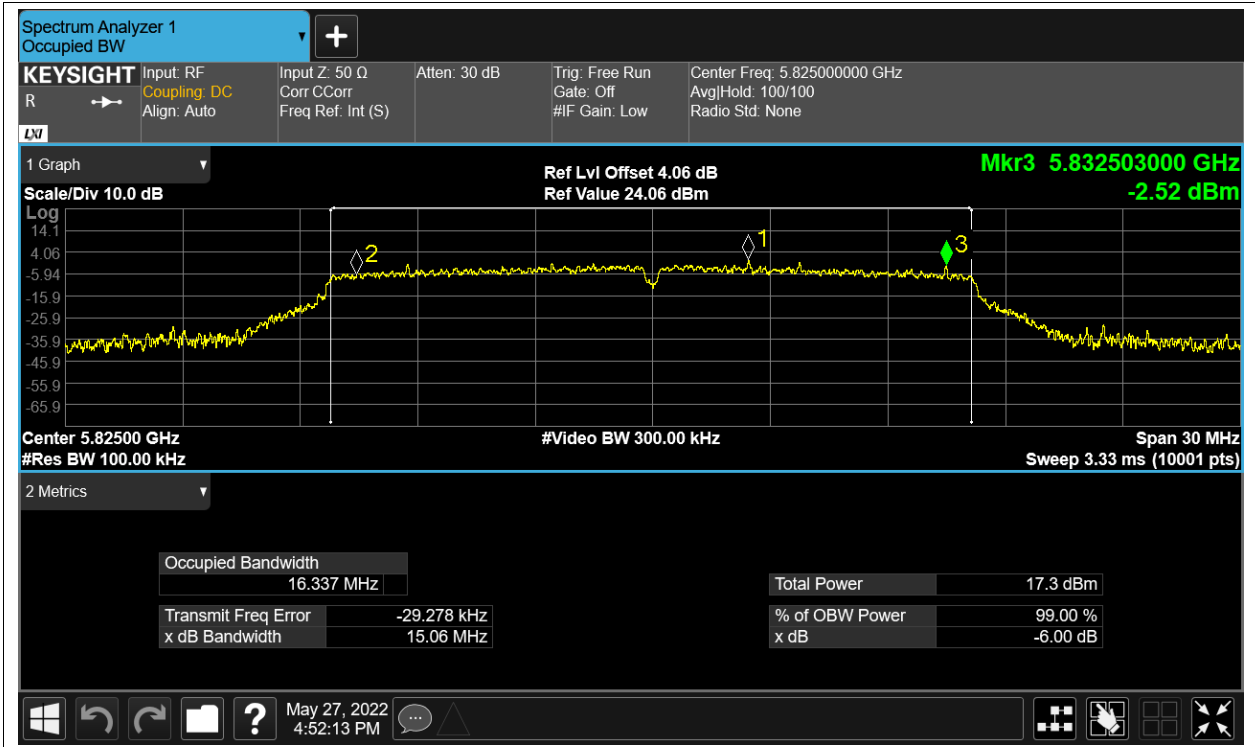 Spectrum Analyzer 1
Occupied BW
KEYSIGHT
R
LXI
Input: RF
Coupling: DC
Align: Auto
Input Z: 50 Ω
Corr CCorr
Freq Ref: Int (S)
Atten: 30 dB
Trig: Free Run
Gate: Off
#IF Gain: Low
Center Freq: 5.825000000 GHz
Avg|Hold: 100/100
Radio Std: None
1 Graph
Scale/Div 10.0 dB
Ref Lvl Offset 4.06 dB
Ref Value 24.06 dBm
Mkr3 5.832503000 GHz
-2.52 dBm
Log
14.1
4.06
-5.94
-15.9
-25.9
-35.9
-45.9
-55.9
-65.9
2
1
3
Center 5.82500 GHz
#Video BW 300.00 kHz
Span 30 MHz
#Res BW 100.00 kHz
Sweep 3.33 ms (10001 pts)
2 Metrics
Occupied Bandwidth
16.337 MHz
Transmit Freq Error -29.278 kHz
x dB Bandwidth 15.06 MHz
Total Power 17.3 dBm
% of OBW Power 99.00 %
x dB -6.00 dB
?
May 27, 2022
4:52:13 PM